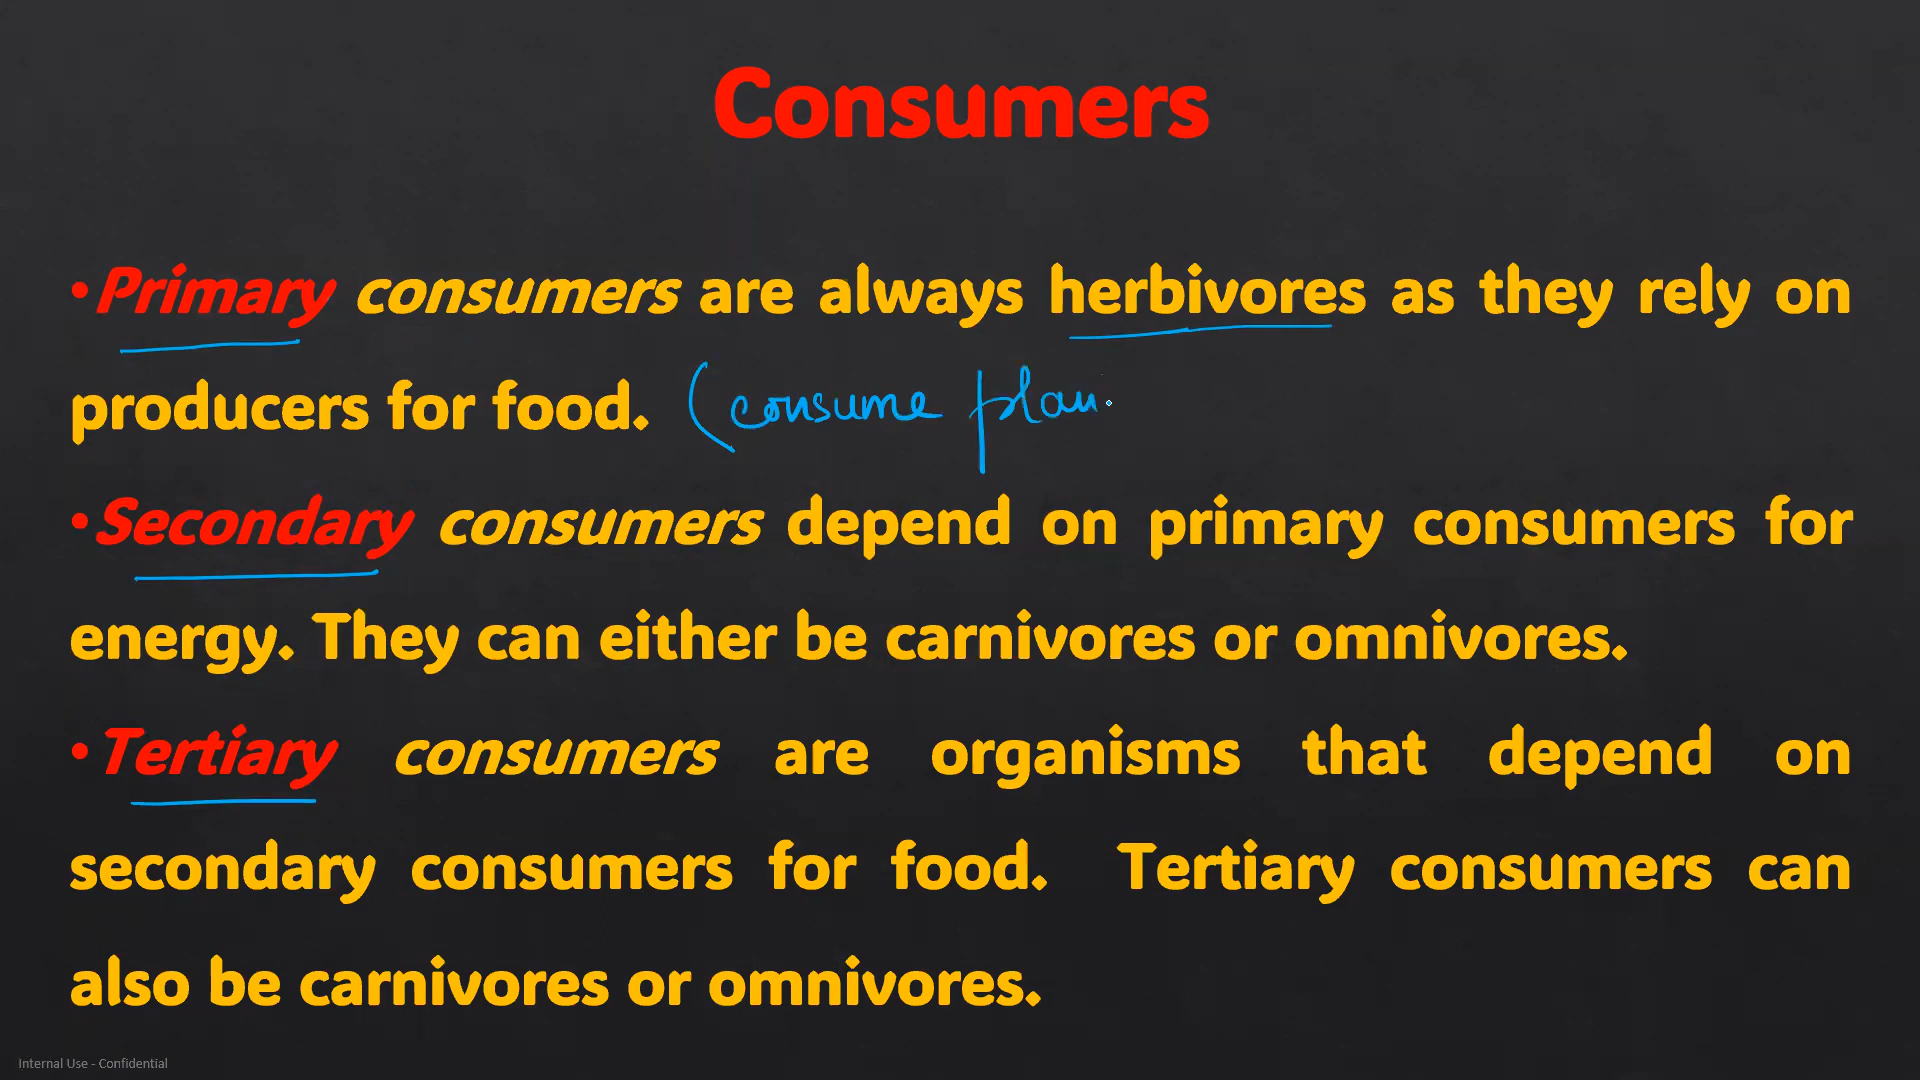 Consumers
•Primary consumers are always herbivores as they rely on
producers for food. (consume plan
•Secondary consumers depend on primary consumers for
energy. They can either be carnivores or omnivores.
•Tertiary consumers are organisms that depend on
secondary consumers for food. Tertiary consumers can
also be carnivores or omnivores.
Internal Use - Confidential